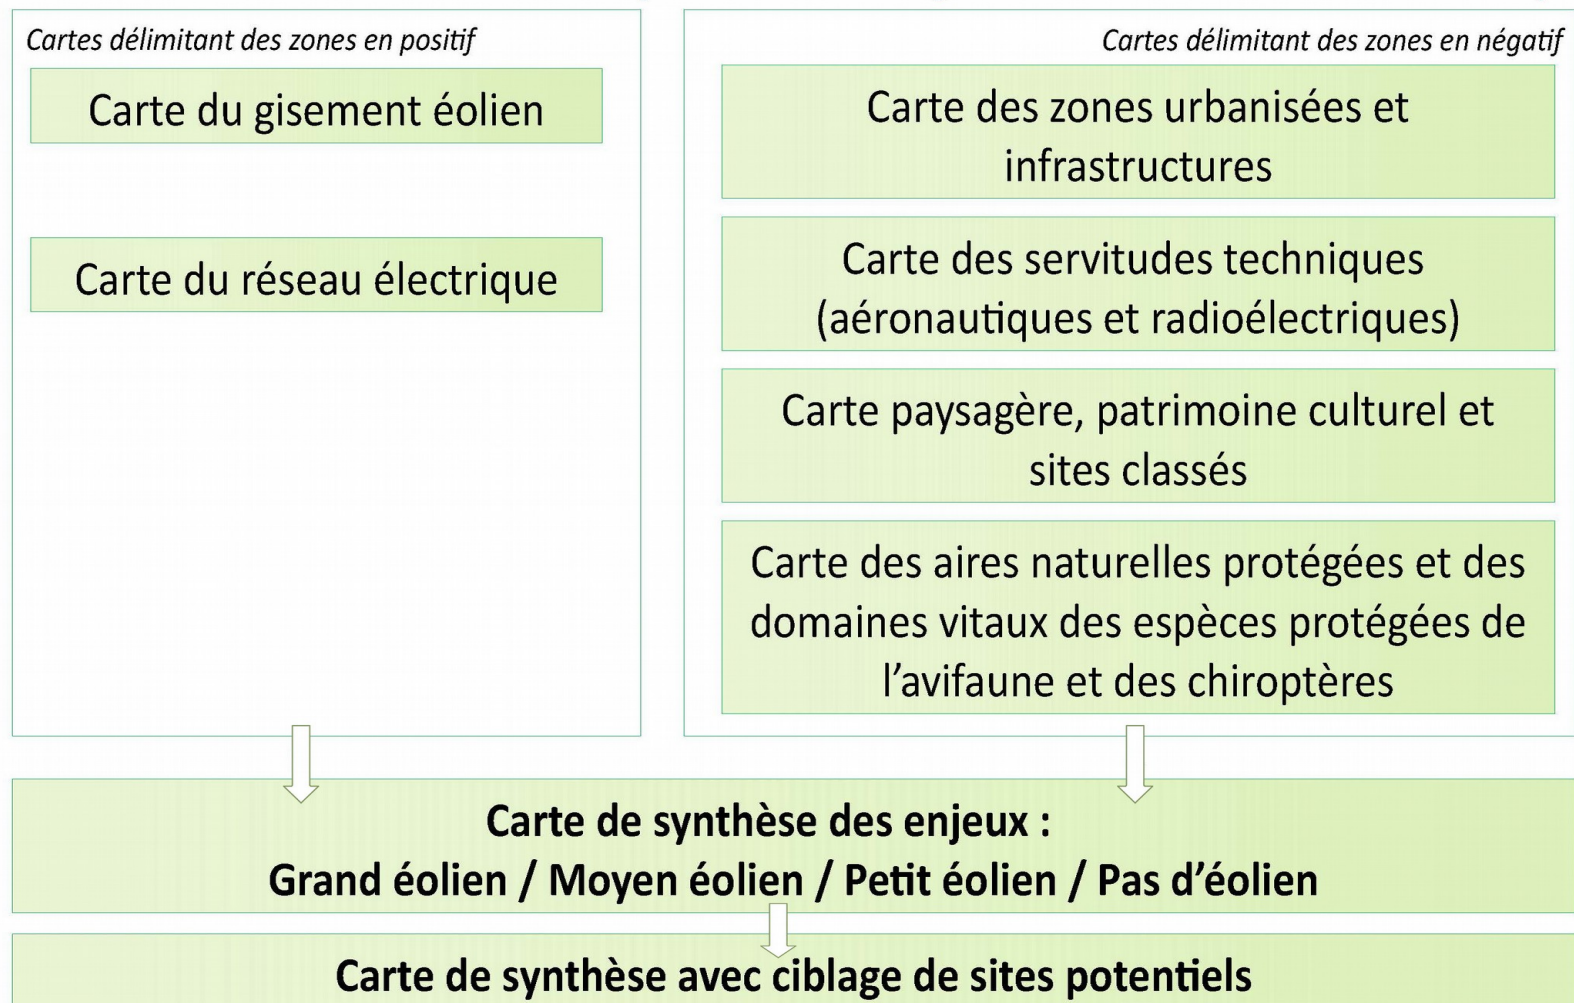 Cartes délimitant des zones en positif
Carte du gisement éolien
Carte du réseau électrique
Cartes délimitant des zones en négatif
Carte des zones urbanisées et
infrastructures
Carte des servitudes techniques
(aéronautiques et radioélectriques)
Carte paysagère, patrimoine culturel et
sites classés
Carte des aires naturelles protégées et des
domaines vitaux des espèces protégées de
l’avifaune et des chiroptères
Carte de synthèse des enjeux :
Grand éolien / Moyen éolien / Petit éolien / Pas d’éolien
Carte de synthèse avec ciblage de sites potentiels